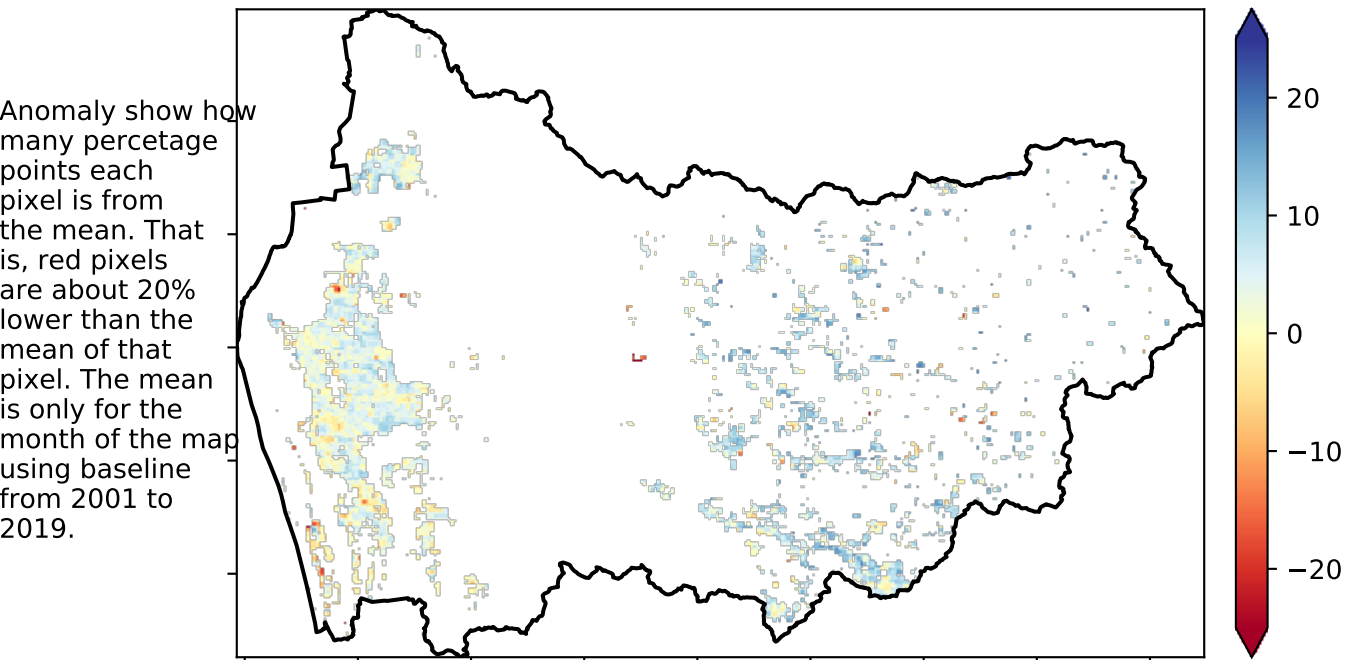 Anomaly show how
many percetage
points each
pixel is from
the mean. That
is, red pixels
are about 20%
lower than the
mean of that
pixel. The mean
is only for the
month of the map
using baseline
from 2001 to
2019.
20
10
0
−10
−20